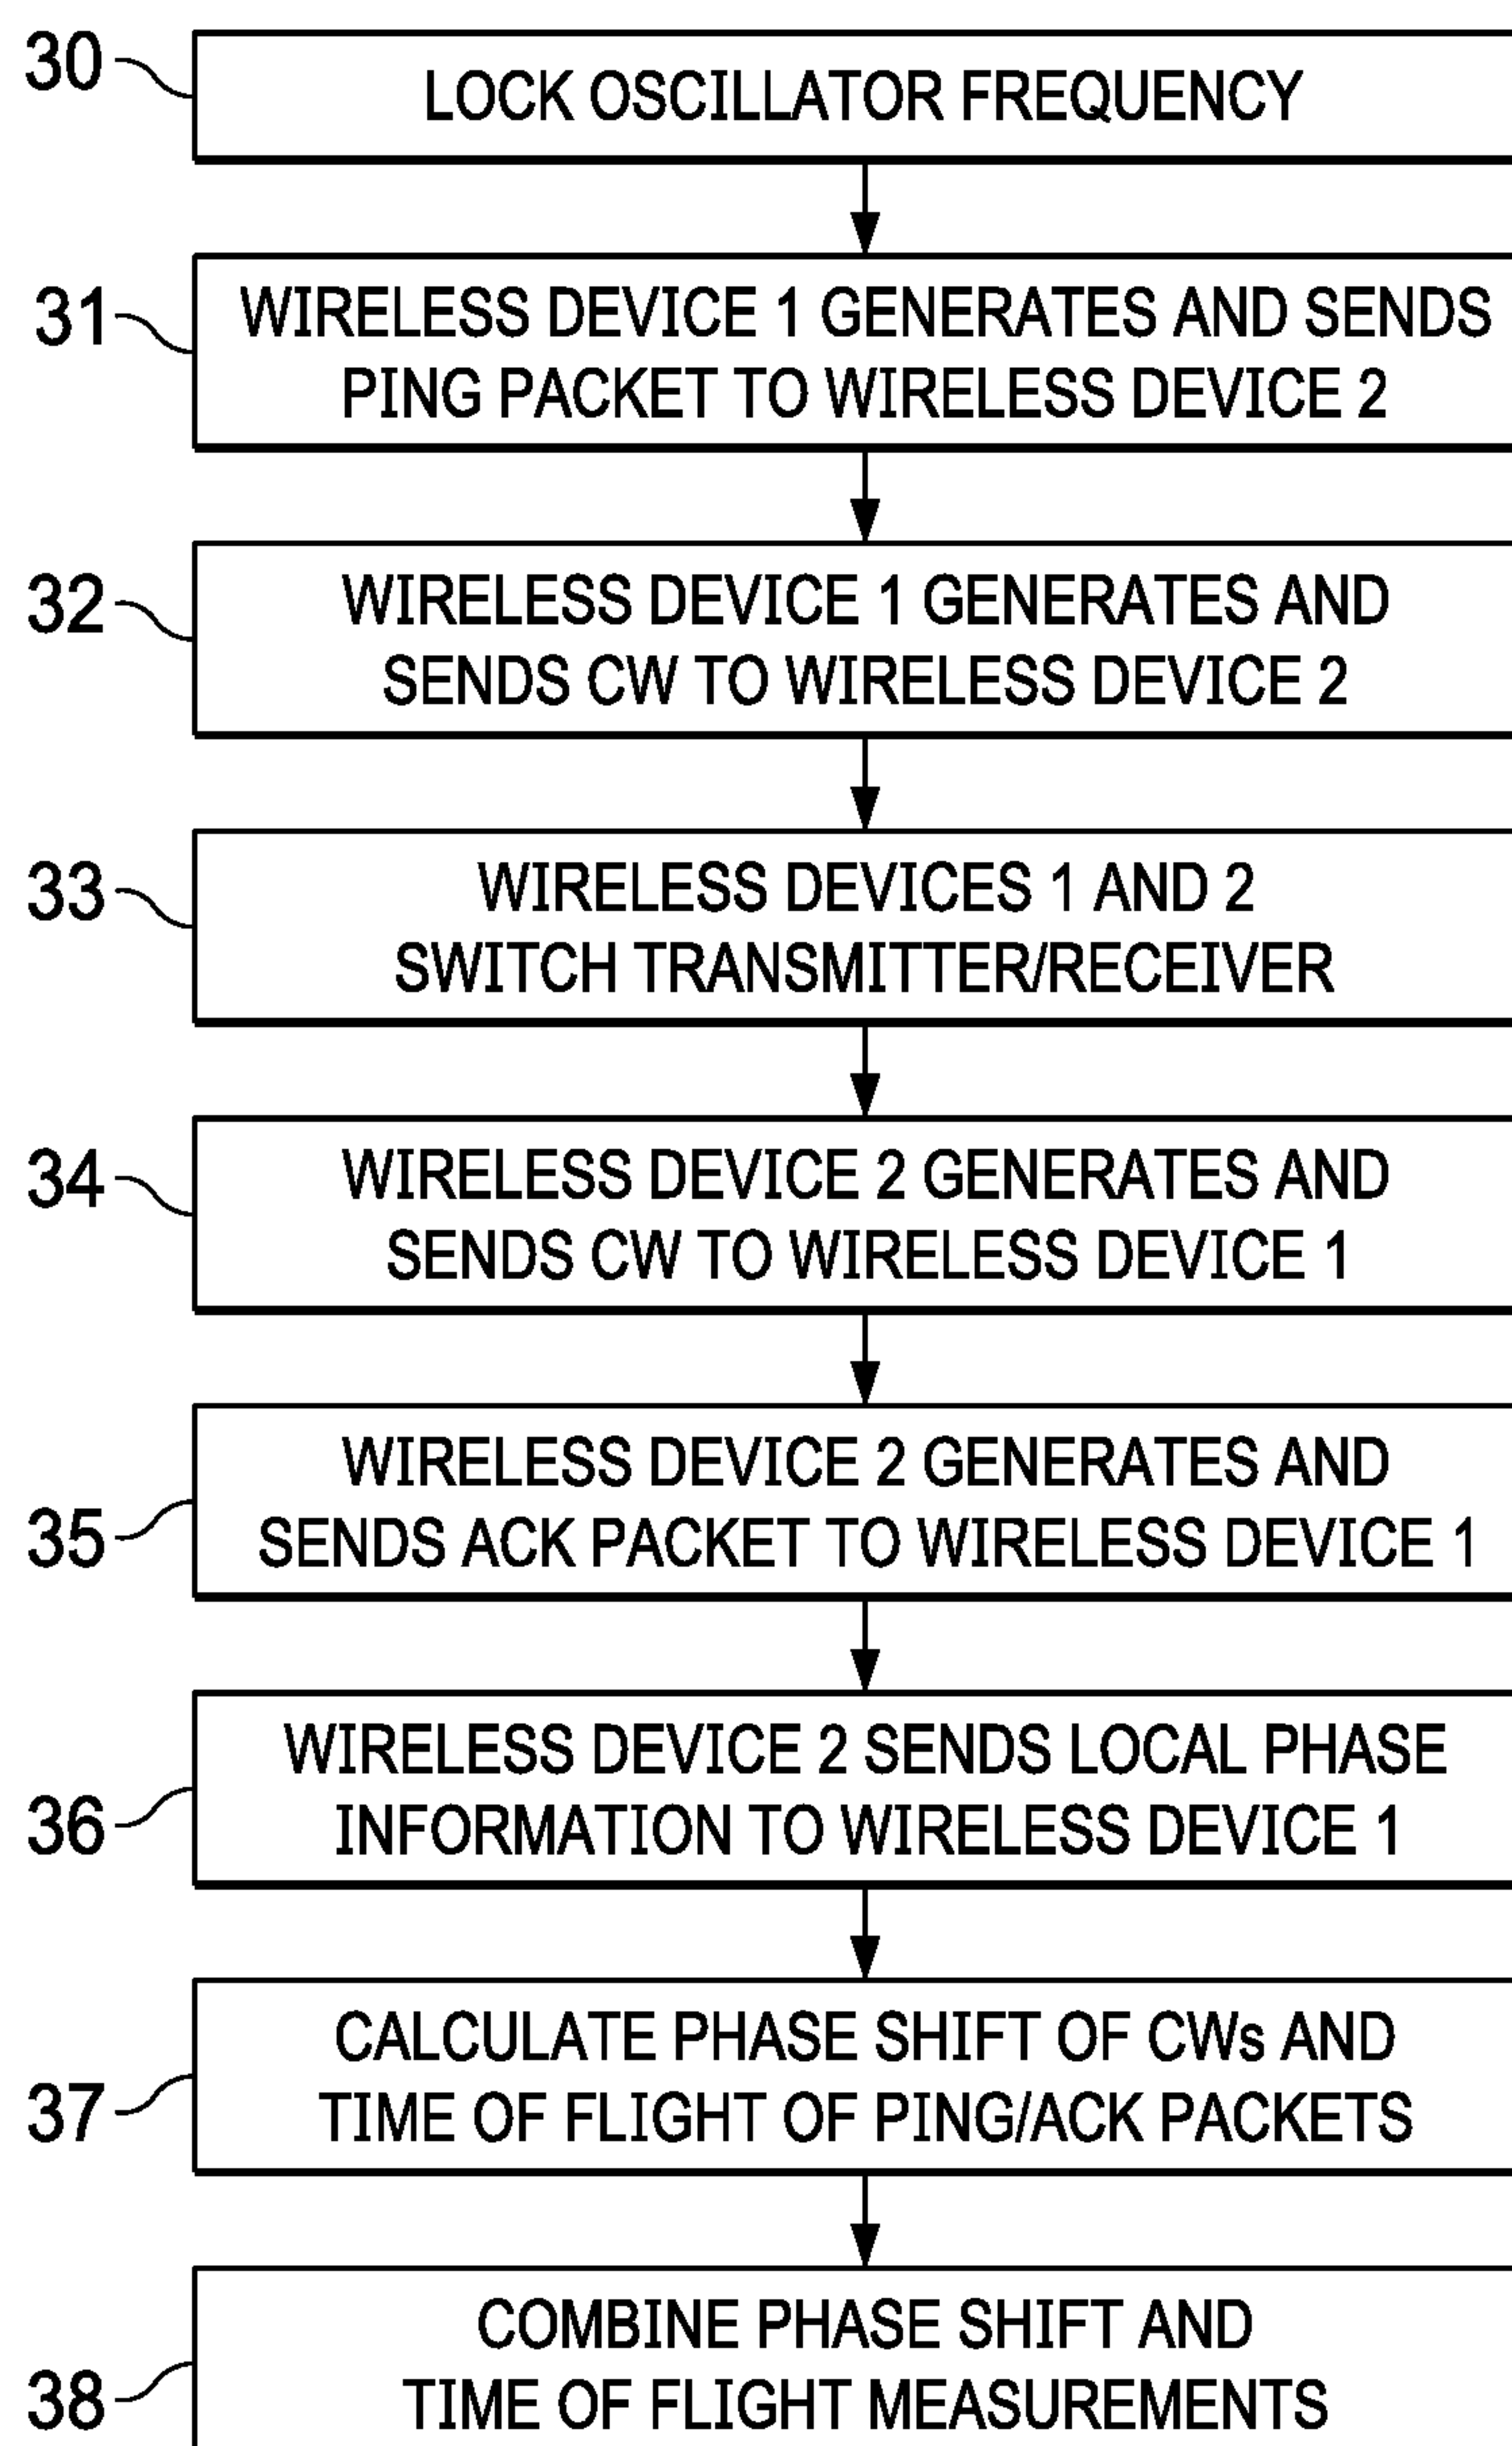 30
LOCK OSCILLATOR FREQUENCY
31
WIRELESS DEVICE 1 GENERATES AND SENDS
PING PACKET TO WIRELESS DEVICE 2
32
WIRELESS DEVICE 1 GENERATES AND
SENDS CW TO WIRELESS DEVICE 2
33
WIRELESS DEVICES 1 AND 2
SWITCH TRANSMITTER/RECEIVER
34
WIRELESS DEVICE 2 GENERATES AND
SENDS CW TO WIRELESS DEVICE 1
35
WIRELESS DEVICE 2 GENERATES AND
SENDS ACK PACKET TO WIRELESS DEVICE 1
36
WIRELESS DEVICE 2 SENDS LOCAL PHASE
INFORMATION TO WIRELESS DEVICE 1
37
CALCULATE PHASE SHIFT OF CWs AND
TIME OF FLIGHT OF PING/ACK PACKETS
38
COMBINE PHASE SHIFT AND
TIME OF FLIGHT MEASUREMENTS